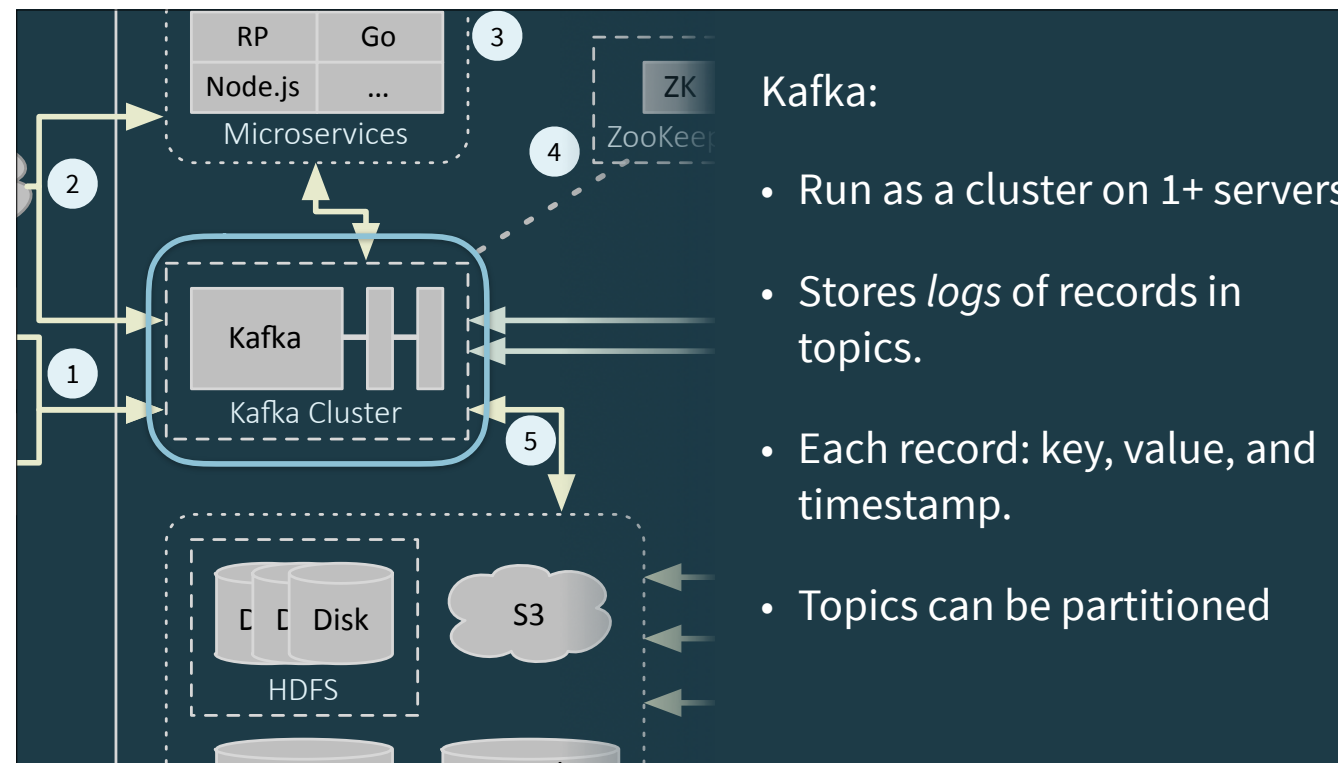 RP
Go
3
Node.js
...
Microservices
ZK
ZooKeep
4
2
Kafka
Kafka Cluster
1
5
D
D
Disk
HDFS
S3
Kafka:
• Run as a cluster on 1+ servers
• Stores logs of records in
topics.
• Each record: key, value, and
timestamp.
• Topics can be partitioned